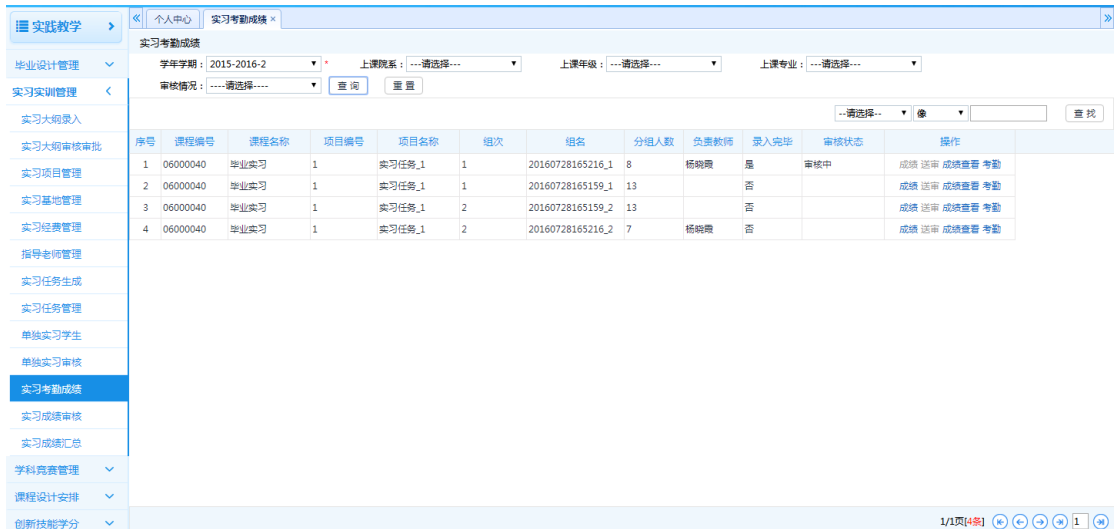 实践教学
个人中心 实习考勤成绩 ×
实习考勤成绩
学年学期：2015-2016-2 * 上课院系：---请选择--- 上课年级：---请选择--- 上课专业：---请选择---
审核情况：----请选择---- 查询 重置
--请选择-- 像 查找
毕业设计管理
实习实训管理
实习大纲录入
实习大纲审核审批
实习项目管理
实习基地管理
实习经费管理
指导老师管理
实习任务生成
实习任务管理
单独实习学生
单独实习审核
实习考勤成绩
实习成绩审核
实习成绩汇总
学科竞赛管理
课程设计安排
创新技能学分
序号 课程编号 课程名称 项目编号 项目名称 组次 组名 分组人数 负责教师 录入完毕 审核状态 操作
1 06000040 毕业实习 1 实习任务_1 1 20160728165216_1 8 杨晓霞 是 审核中 成绩 送审 成绩查看 考勤
2 06000040 毕业实习 1 实习任务_1 1 20160728165159_1 13 否 成绩 送审 成绩查看 考勤
3 06000040 毕业实习 1 实习任务_1 2 20160728165159_2 13 否 成绩 送审 成绩查看 考勤
4 06000040 毕业实习 1 实习任务_1 2 20160728165216_2 7 杨晓霞 否 成绩 送审 成绩查看 考勤
1/1页[4条] 1